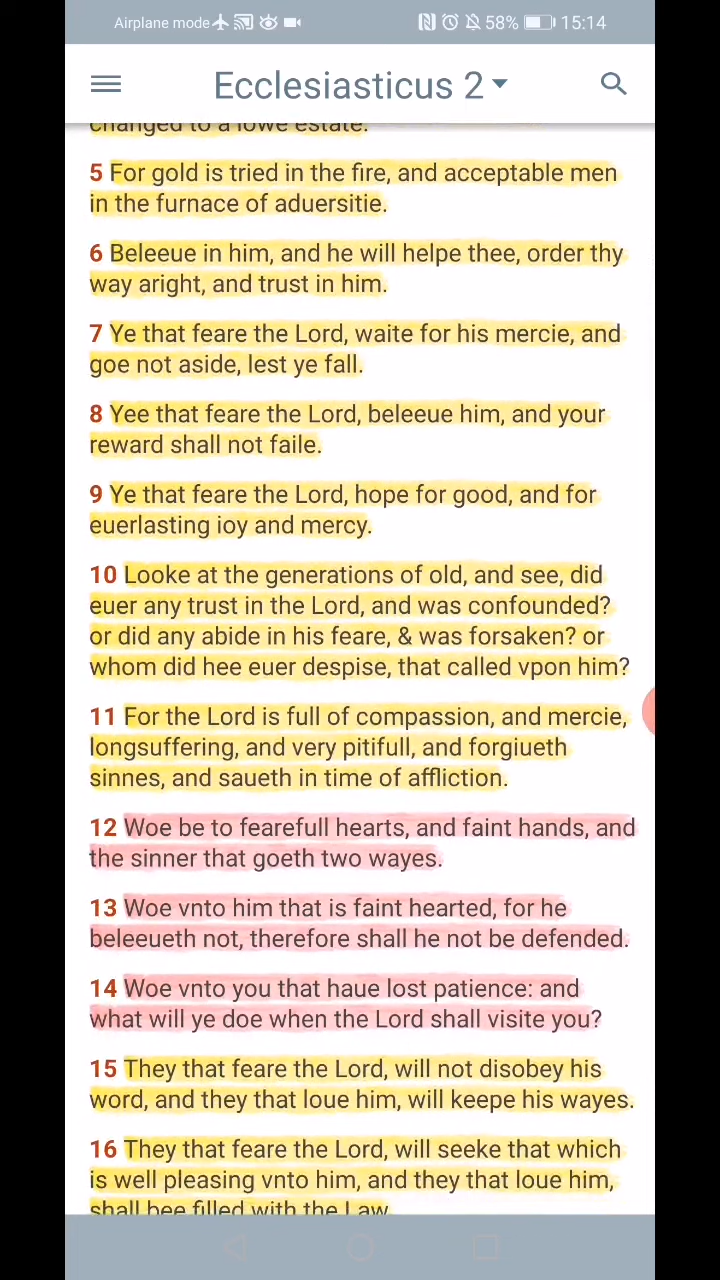 Airplane mode 58% 15:14
Ecclesiasticus 2
changed to a lowe estate.
5 For gold is tried in the fire, and acceptable men
in the furnace of aduersitie.
6 Beleeue in him, and he will helpe thee, order thy
way aright, and trust in him.
7 Ye that feare the Lord, waite for his mercie, and
goe not aside, lest ye fall.
8 Yee that feare the Lord, beleeue him, and your
reward shall not faile.
9 Ye that feare the Lord, hope for good, and for
euerlasting ioy and mercy.
10 Looke at the generations of old, and see, did
euer any trust in the Lord, and was confounded?
or did any abide in his feare, & was forsaken? or
whom did hee euer despise, that called vpon him?
11 For the Lord is full of compassion, and mercie,
longsuffering, and very pitifull, and forgiueth
sinnes, and saueth in time of affliction.
12 Woe be to fearefull hearts, and faint hands, and
the sinner that goeth two wayes.
13 Woe vnto him that is faint hearted, for he
beleeueth not, therefore shall he not be defended.
14 Woe vnto you that haue lost patience: and
what will ye doe when the Lord shall visite you?
15 They that feare the Lord, will not disobey his
word, and they that loue him, will keepe his wayes.
16 They that feare the Lord, will seeke that which
is well pleasing vnto him, and they that loue him,
shall bee filled with the Law.